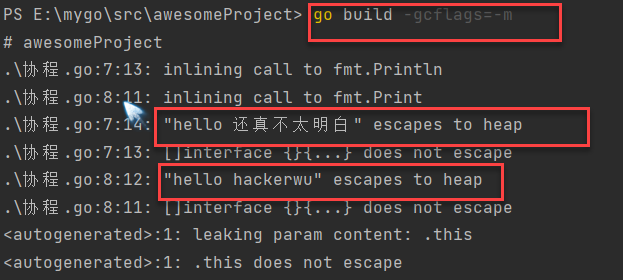 PS E:\mygo\src\awesomeProject> go build -gcflags=-m
# awesomeProject
.\协程.go:7:13: inlining call to fmt.Println
.\协程.go:8:11: inlining call to fmt.Print
.\协程.go:7:14: "hello 还真不太明白" escapes to heap
.\协程.go:7:13: []interface {}{...} does not escape
.\协程.go:8:12: "hello hackerwu" escapes to heap
.\协程.go:8:11: []interface {}{...} does not escape
<autogenerated>:1: leaking param content: .this
<autogenerated>:1: .this does not escape